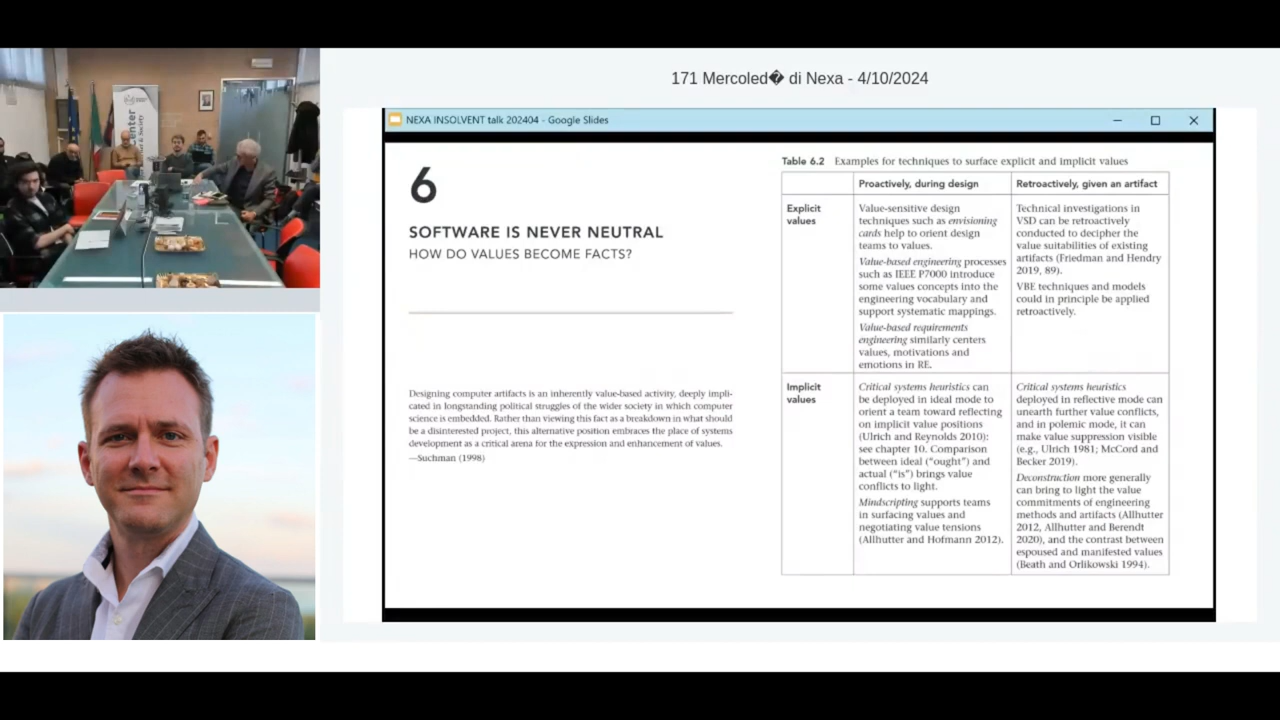 171 Mercoled� di Nexa - 4/10/2024
NEXA INSOLVENT talk 202404 - Google Slides
6
SOFTWARE IS NEVER NEUTRAL
HOW DO VALUES BECOME FACTS?
Designing computer artifacts is an inherently value-based activity, deeply impli-
cated in longstanding political struggles of the wider society in which computer
science is embedded. Rather than viewing this fact as a breakdown in what should
be a disinterested project, this alternative position embraces the place of systems
development as a critical arena for the expression and enhancement of values.
—Suchman (1998)
Table 6.2 Examples for techniques to surface explicit and implicit values
Proactively, during design
Retroactively, given an artifact
Explicit
values
Value-sensitive design
techniques such as envisioning
cards help to orient design
teams to values.
Value-based engineering processes
such as IEEE P7000 introduce
some values concepts into the
engineering vocabulary and
support systematic mappings.
Value-based requirements
engineering similarly centers
values, motivations and
emotions in RE.
Technical investigations in
VSD can be retroactively
conducted to decipher the
value suitabilities of existing
artifacts (Friedman and Hendry
2019, 89).
VBE techniques and models
could in principle be applied
retroactively.
Implicit
values
Critical systems heuristics can
be deployed in ideal mode to
orient a team toward reflecting
on implicit value positions
(Ulrich and Reynolds 2010):
see chapter 10. Comparison
between ideal (“ought”) and
actual (“is”) brings value
conflicts to light.
Mindscripting supports teams
in surfacing values and
negotiating value tensions
(Allhutter and Hofmann 2012).
Critical systems heuristics
deployed in reflective mode can
unearth further value conflicts,
and in polemic mode, it can
make value suppression visible
(e.g., Ulrich 1981; McCord and
Becker 2019).
Deconstruction more generally
can bring to light the value
commitments of engineering
methods and artifacts (Allhutter
2012, Allhutter and Berendt
2020), and the contrast between
espoused and manifested values
(Beath and Orlikowski 1994).